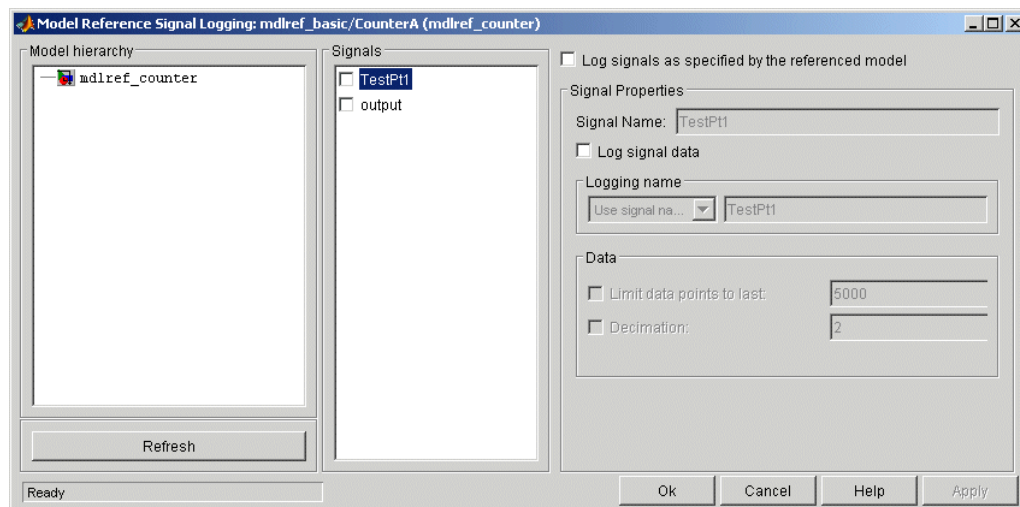 Model Reference Signal Logging: mdlref_basic/CounterA (mdlref_counter)
Model hierarchy
mdlref_counter
Refresh
Signals
TestPt1
output
Log signals as specified by the referenced model
Signal Properties
Signal Name: TestPt1
Log signal data
Logging name
Use signal na... TestPt1
Data
Limit data points to last: 5000
Decimation: 2
Ready
Ok Cancel Help Apply